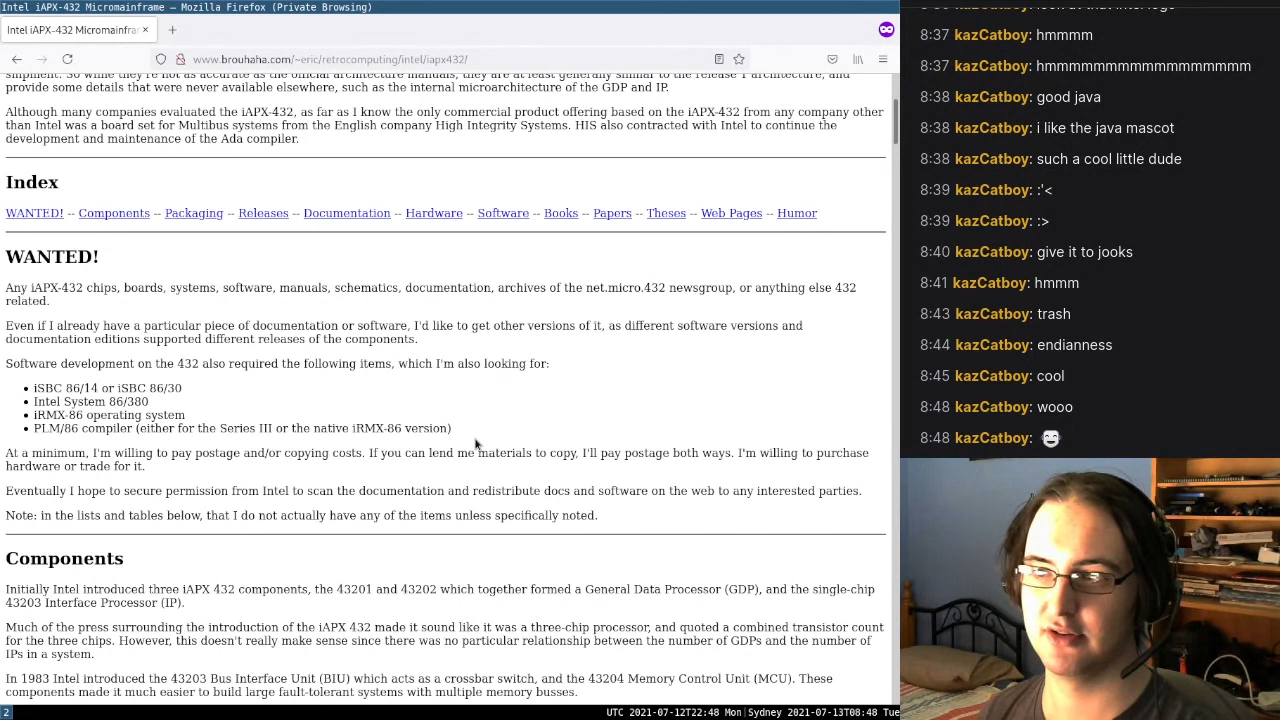 Intel iAPX-432 Micromainframe — Mozilla Firefox (Private Browsing)
Intel iAPX-432 Micromainfra
www.brouhaha.com/~eric/retrocomputing/intel/iapx432/
shipment. So while they're not as accurate as the official architecture manuals, they are at least generally similar to the release 1 architecture, and
provide some details that were never available elsewhere, such as the internal microarchitecture of the GDP and IP.
Although many companies evaluated the iAPX-432, as far as I know the only commercial product offering based on the iAPX-432 from any company other
than Intel was a board set for Multibus systems from the English company High Integrity Systems. HIS also contracted with Intel to continue the
development and maintenance of the Ada compiler.
Index
WANTED! -- Components -- Packaging -- Releases -- Documentation -- Hardware -- Software -- Books -- Papers -- Theses -- Web Pages -- Humor
WANTED!
Any iAPX-432 chips, boards, systems, software, manuals, schematics, documentation, archives of the net.micro.432 newsgroup, or anything else 432
related.
Even if I already have a particular piece of documentation or software, I'd like to get other versions of it, as different software versions and
documentation editions supported different releases of the components.
Software development on the 432 also required the following items, which I'm also looking for:
• iSBC 86/14 or iSBC 86/30
• Intel System 86/380
• iRMX-86 operating system
• PLM/86 compiler (either for the Series III or the native iRMX-86 version)
At a minimum, I'm willing to pay postage and/or copying costs. If you can lend me materials to copy, I'll pay postage both ways. I'm willing to purchase
hardware or trade for it.
Eventually I hope to secure permission from Intel to scan the documentation and redistribute docs and software on the web to any interested parties.
Note: in the lists and tables below, that I do not actually have any of the items unless specifically noted.
Components
Initially Intel introduced three iAPX 432 components, the 43201 and 43202 which together formed a General Data Processor (GDP), and the single-chip
43203 Interface Processor (IP).
Much of the press surrounding the introduction of the iAPX 432 made it sound like it was a three-chip processor, and quoted a combined transistor count
for the three chips. However, this doesn't really make sense since there was no particular relationship between the number of GDPs and the number of
IPs in a system.
In 1983 Intel introduced the 43203 Bus Interface Unit (BIU) which acts as a crossbar switch, and the 43204 Memory Control Unit (MCU). These
components made it much easier to build large fault-tolerant systems with multiple memory busses.
2
UTC 2021-07-12T22:48 Mon|Sydney 2021-07-13T08:48 Tue
8:37 kazCatboy: hmmmm
8:37 kazCatboy: hmmmmmmmmmmmmmmmmmm
8:38 kazCatboy: good java
8:38 kazCatboy: i like the java mascot
8:38 kazCatboy: such a cool little dude
8:39 kazCatboy: :'<
8:39 kazCatboy: :>
8:40 kazCatboy: give it to jooks
8:41 kazCatboy: hmmm
8:43 kazCatboy: trash
8:44 kazCatboy: endianness
8:45 kazCatboy: cool
8:48 kazCatboy: wooo
8:48 kazCatboy: